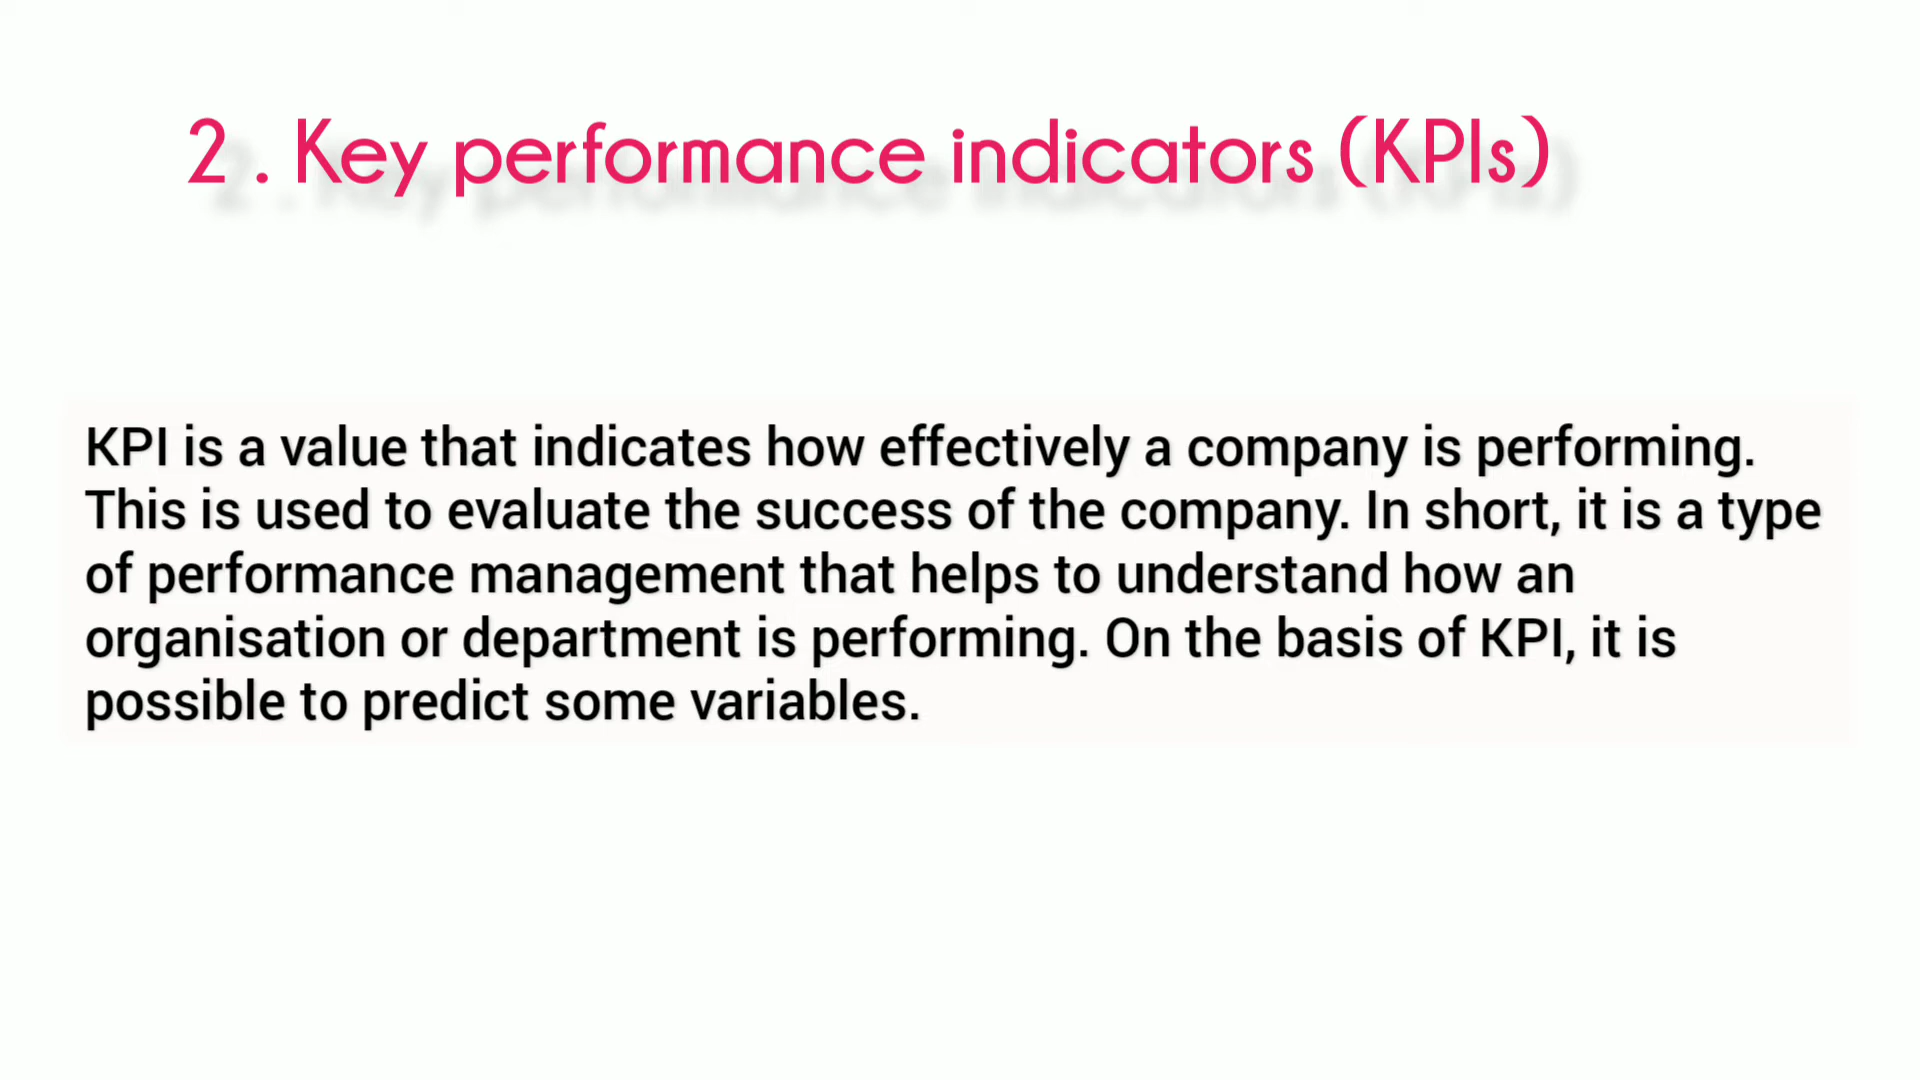 2 . Key performance indicators (KPIs)
KPI is a value that indicates how effectively a company is performing.
This is used to evaluate the success of the company. In short, it is a type
of performance management that helps to understand how an
organisation or department is performing. On the basis of KPI, it is
possible to predict some variables.